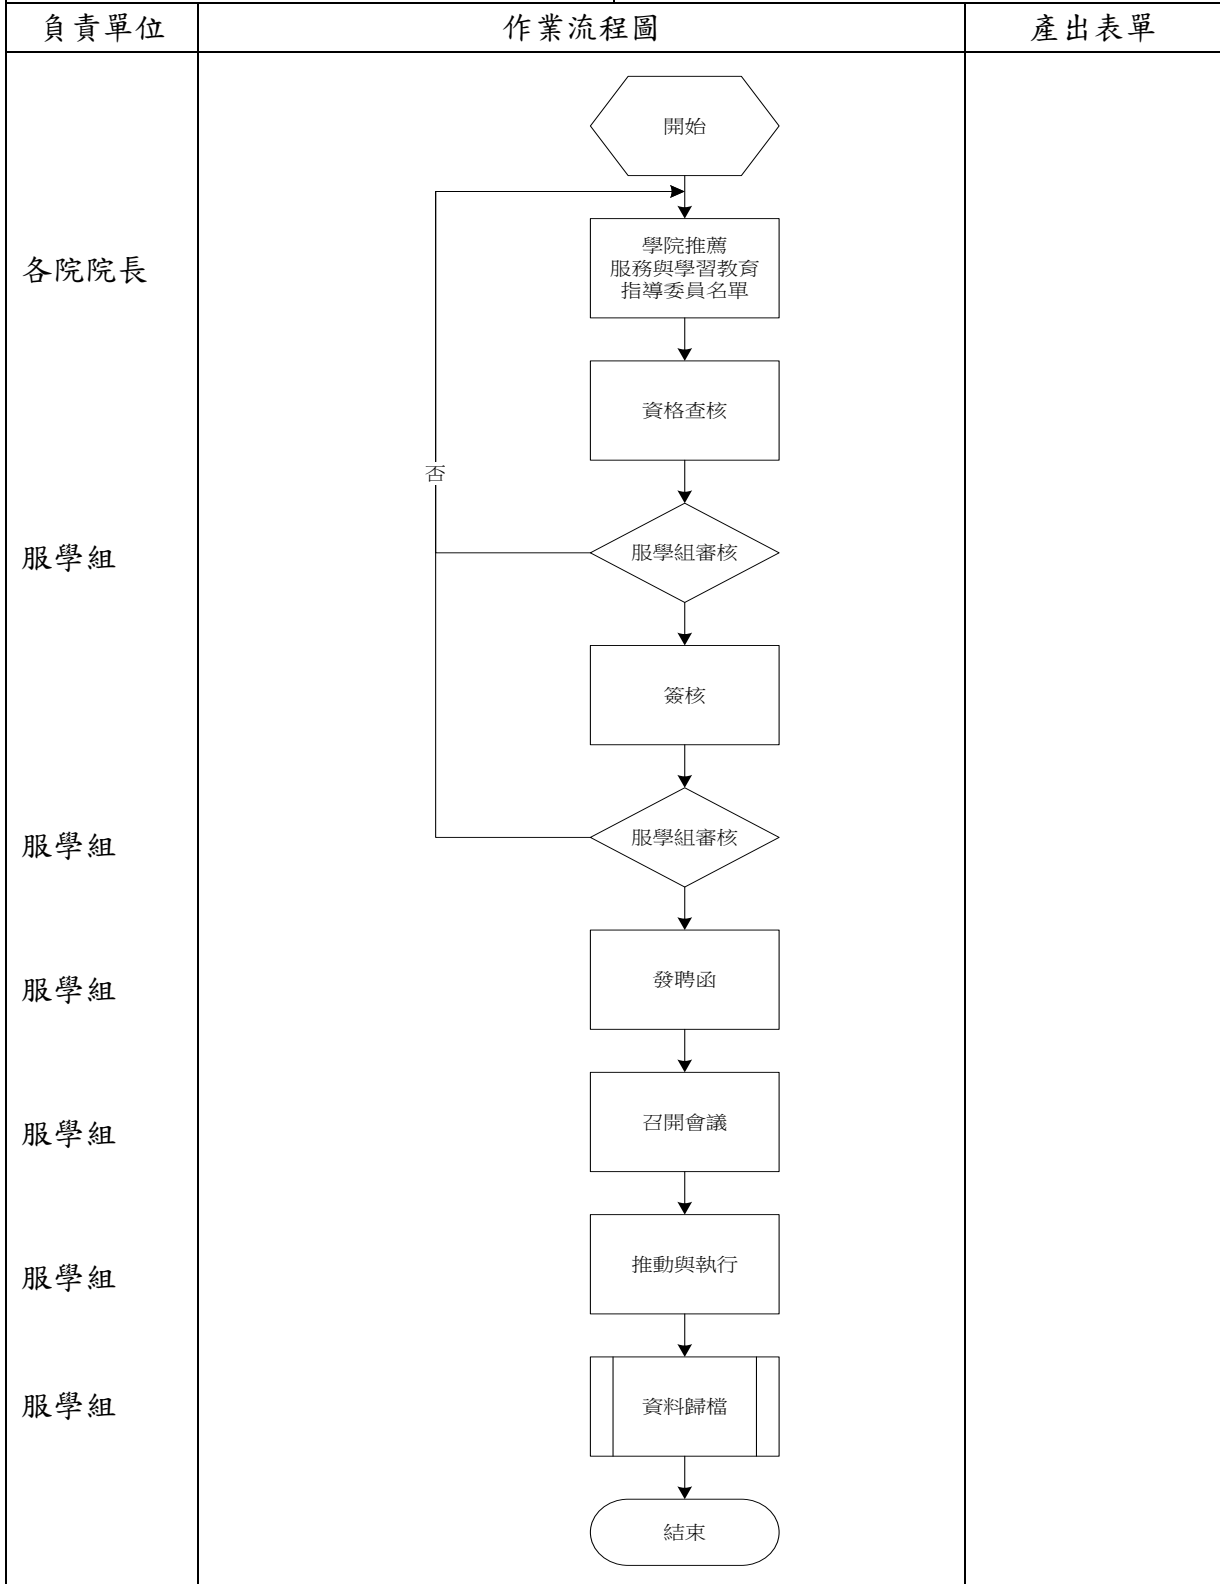 負責單位
作業流程圖
產出表單
開始
各院院長
學院推薦
服務與學習教育
指導委員名單
資格查核
否
服學組
服學組審核
簽核
服學組
服學組審核
服學組
發聘函
服學組
召開會議
服學組
推動與執行
服學組
資料歸檔
結束